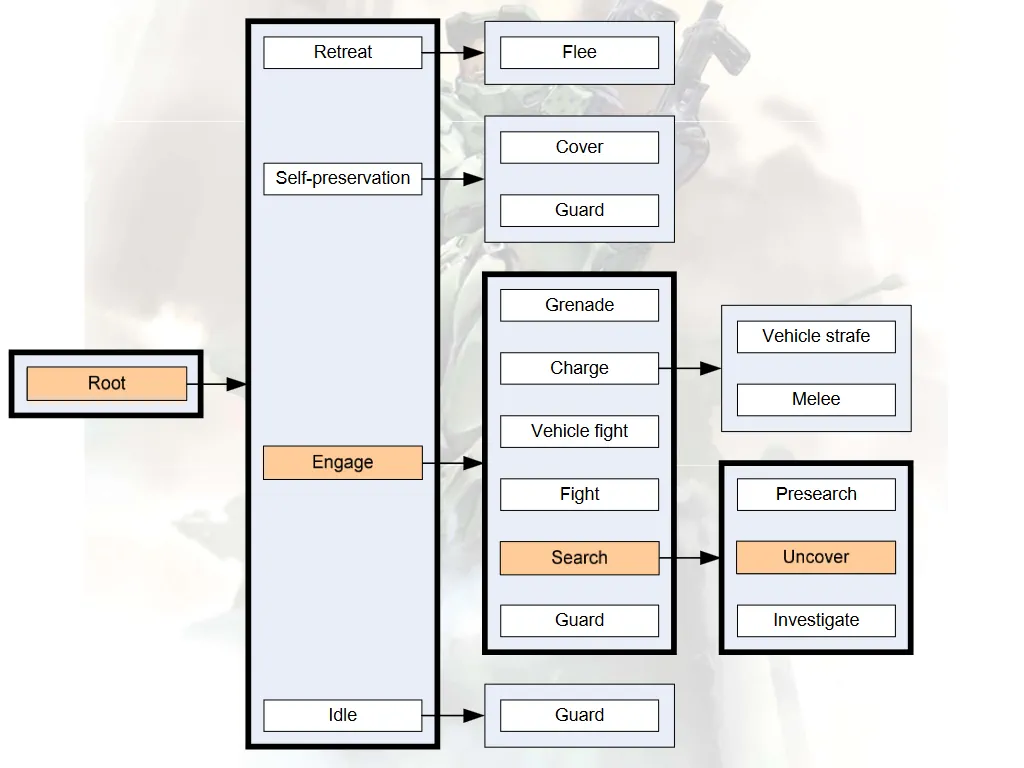 Root
Retreat
Self-preservation
Engage
Idle
Flee
Cover
Guard
Grenade
Charge
Vehicle fight
Fight
Search
Guard
Guard
Vehicle strafe
Melee
Presearch
Uncover
Investigate